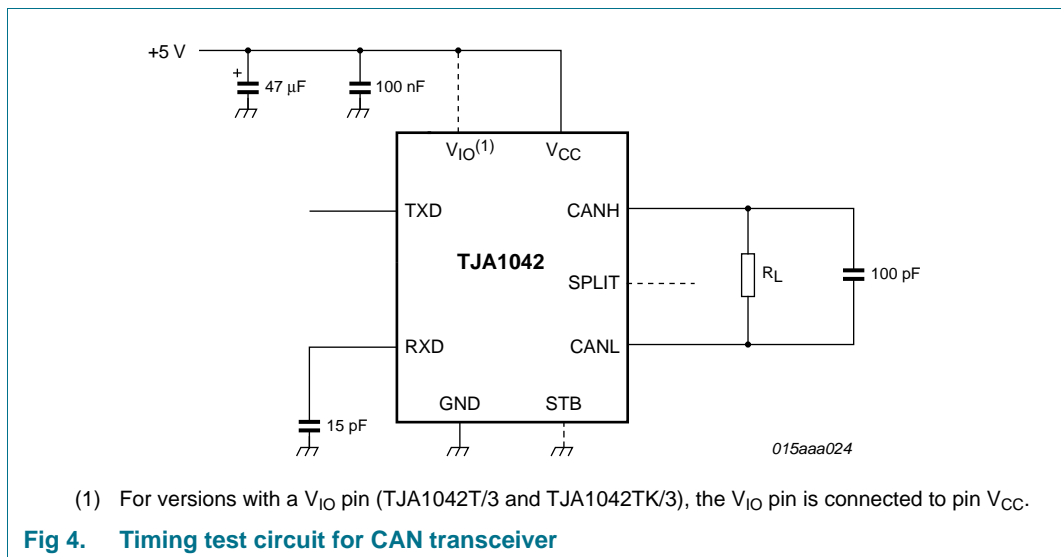 +5 V
+
47 μF
100 nF
VIO(1)
VCC
TXD
CANH
TJA1042
SPLIT
RL
100 pF
RXD
CANL
GND
STB
15 pF
015aaa024
(1) For versions with a VIO pin (TJA1042T/3 and TJA1042TK/3), the VIO pin is connected to pin VCC.
Fig 4. Timing test circuit for CAN transceiver